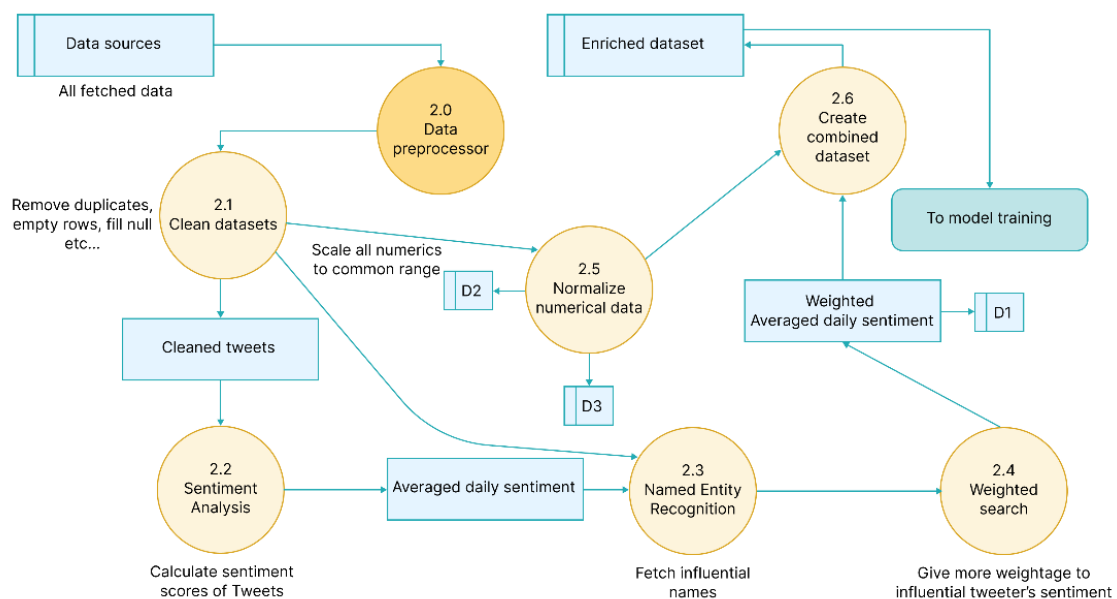 Data sources
All fetched data
2.0
Data
preprocessor
Enriched dataset
2.6
Create
combined
dataset
To model training
2.1
Clean datasets
Remove duplicates,
empty rows, fill null
etc...
Scale all numerics
to common range
2.5
Normalize
numerical data
D2
D3
Weighted
Averaged daily sentiment
D1
Cleaned tweets
2.2
Sentiment
Analysis
Calculate sentiment
scores of Tweets
Averaged daily sentiment
2.3
Named Entity
Recognition
Fetch influential
names
2.4
Weighted
search
Give more weightage to
influential tweeter's sentiment